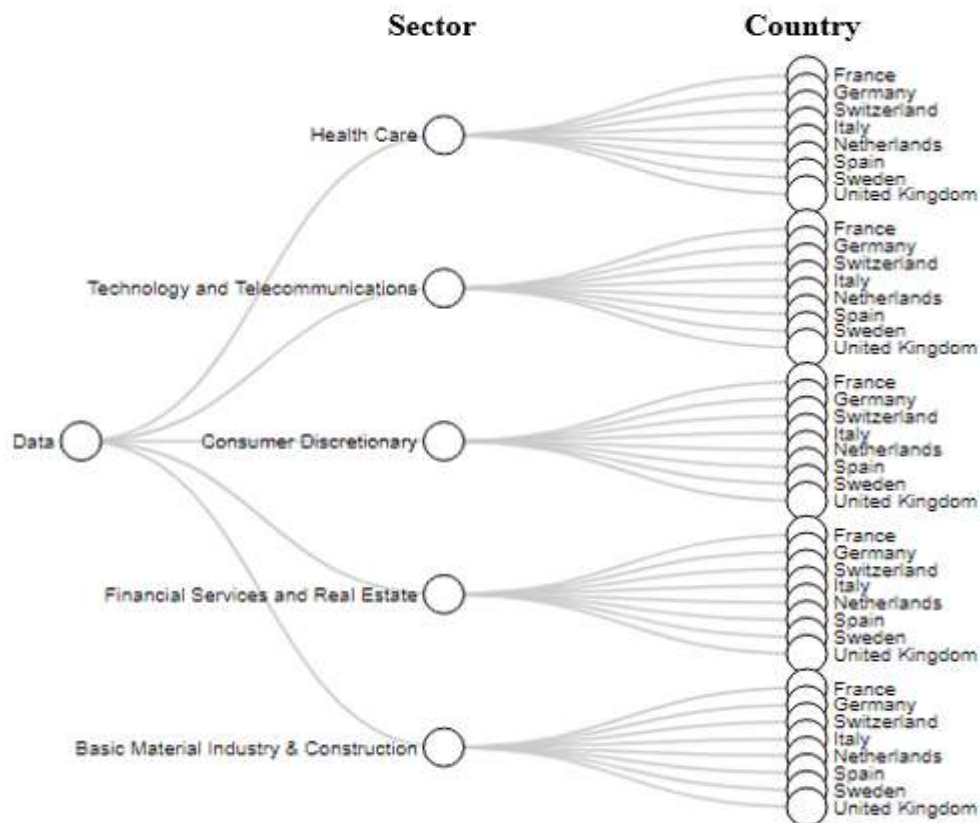 Sector Country
France
Germany
Switzerland
Health Care
Italy
Netherlands
Spain
Sweden
United Kingdom
France
Germany
Switzerland
Technology and Telecommunications
Italy
Netherlands
Spain
Sweden
United Kingdom
France
Germany
Switzerland
Data
Consumer Discretionary
Italy
Netherlands
Spain
Sweden
United Kingdom
France
Germany
Switzerland
Financial Services and Real Estate
Italy
Netherlands
Spain
Sweden
United Kingdom
France
Germany
Switzerland
Basic Material Industry & Construction
Italy
Netherlands
Spain
Sweden
United Kingdom